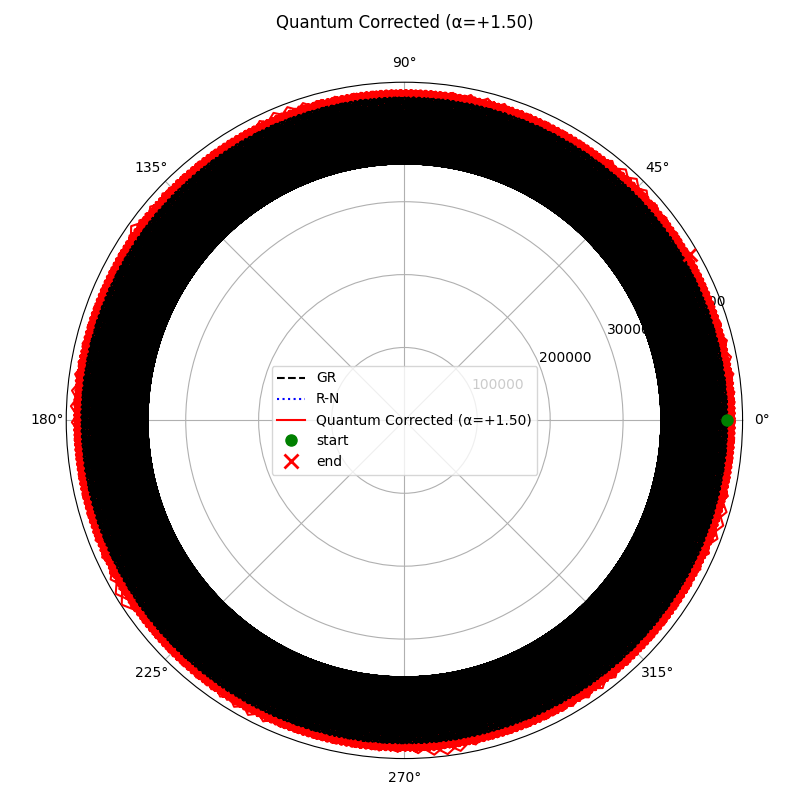 Quantum Corrected (α=+1.50)
90°
135°
45°
180°
0°
200000
100000
GR
R-N
Quantum Corrected (α=+1.50)
start
end
225°
315°
270°